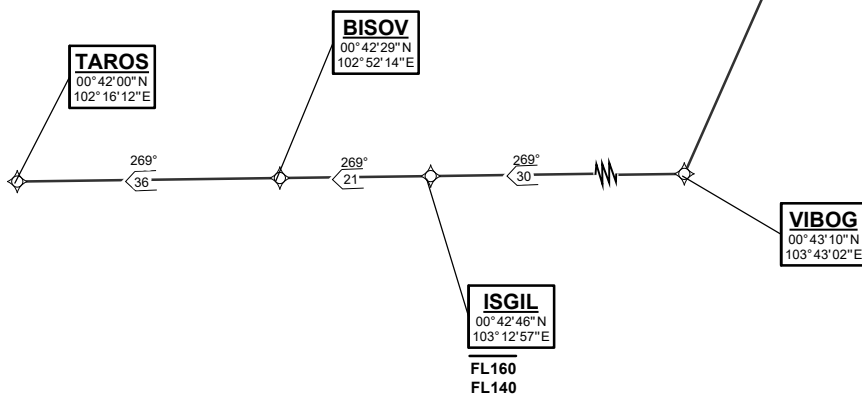 BISOV
00°42'29"N
102°52'14"E
TAROS
00°42'00"N
102°16'12"E
269°
36
269°
21
269°
30
VIBOG
00°43'10"N
103°43'02"E
ISGIL
00°42'46"N
103°12'57"E
FL160
FL140